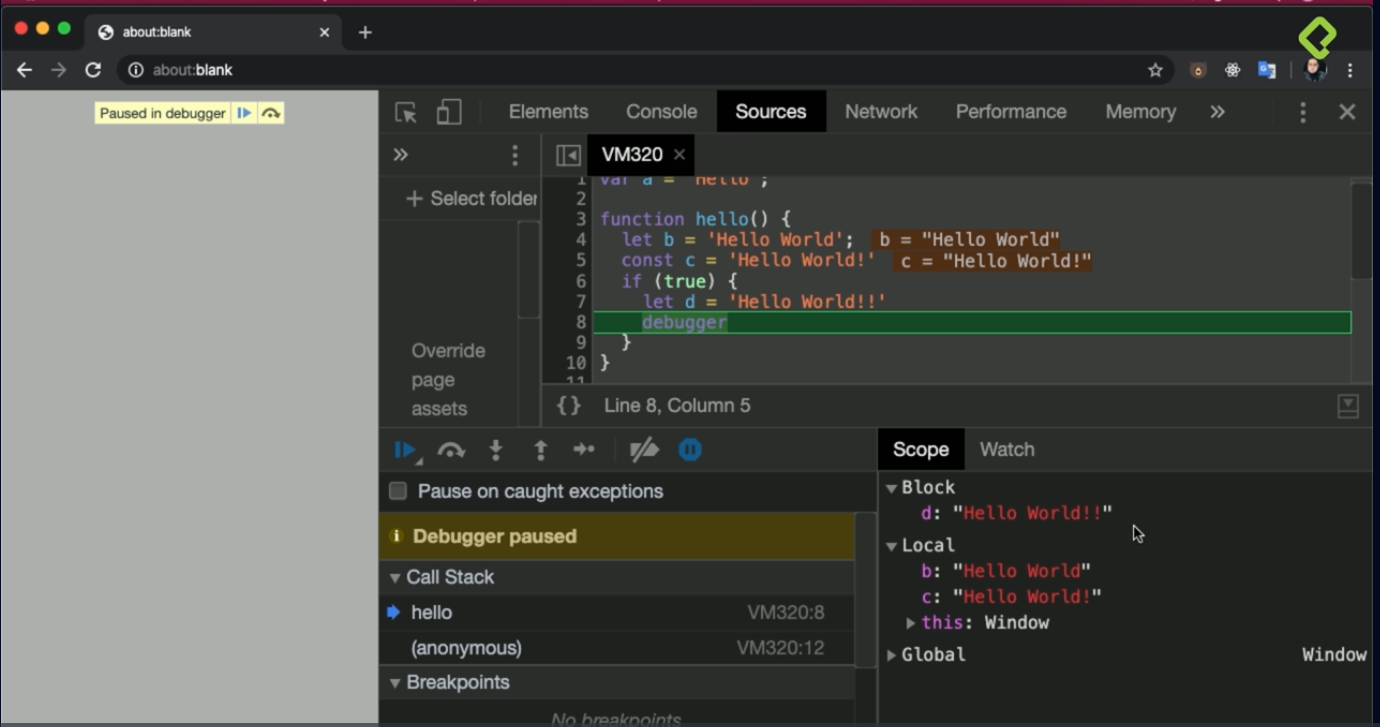 about:blank
about:blank
Paused in debugger
Elements Console Sources Network Performance Memory
VM320
+ Select folder
1 var a = 'Hello';
2
3 function hello() {
4 let b = 'Hello World'; b = "Hello World"
5 const c = 'Hello World!' c = "Hello World!"
6 if (true) {
7 let d = 'Hello World!!'
8 debugger
9 }
10 }
11
Override
page
assets
{} Line 8, Column 5
Scope Watch
Pause on caught exceptions
Debugger paused
Call Stack
hello VM320:8
(anonymous) VM320:12
Breakpoints
No breakpoints
Block
d: "Hello World!!"
Local
b: "Hello World"
c: "Hello World!"
this: Window
Global Window